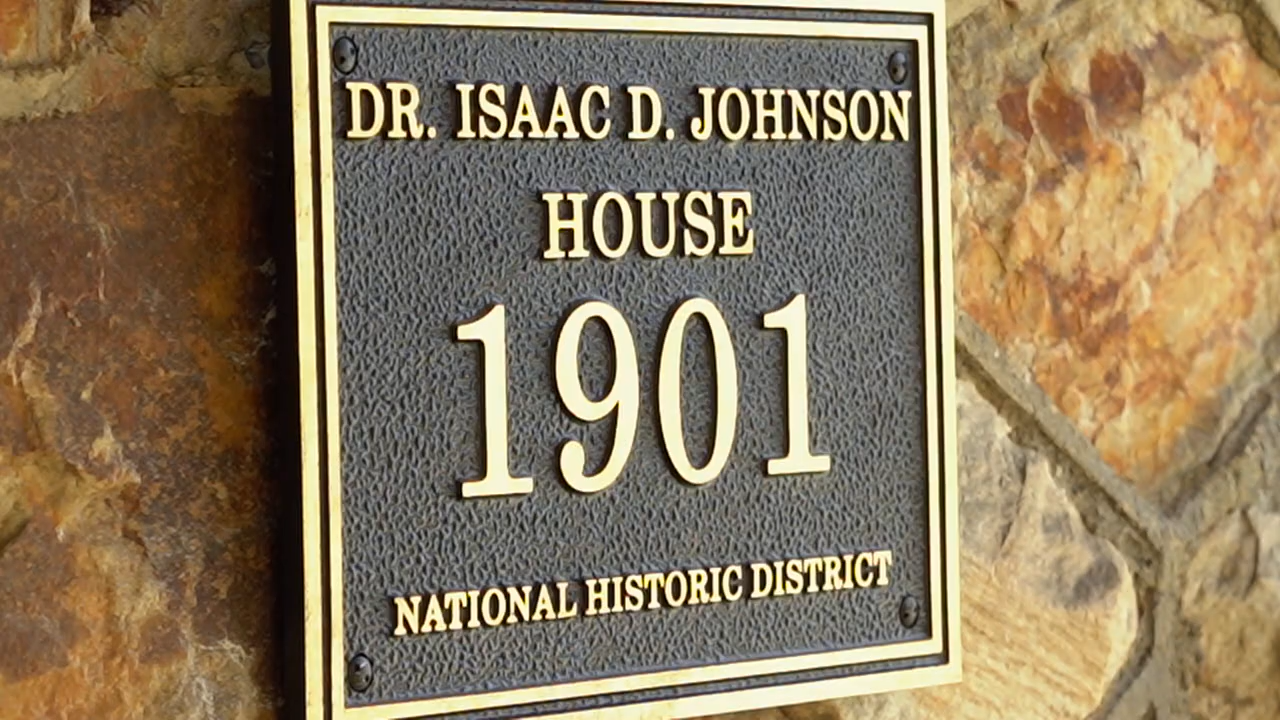 DR. ISAAC D. JOHNSON
HOUSE
1901
NATIONAL HISTORIC DISTRICT